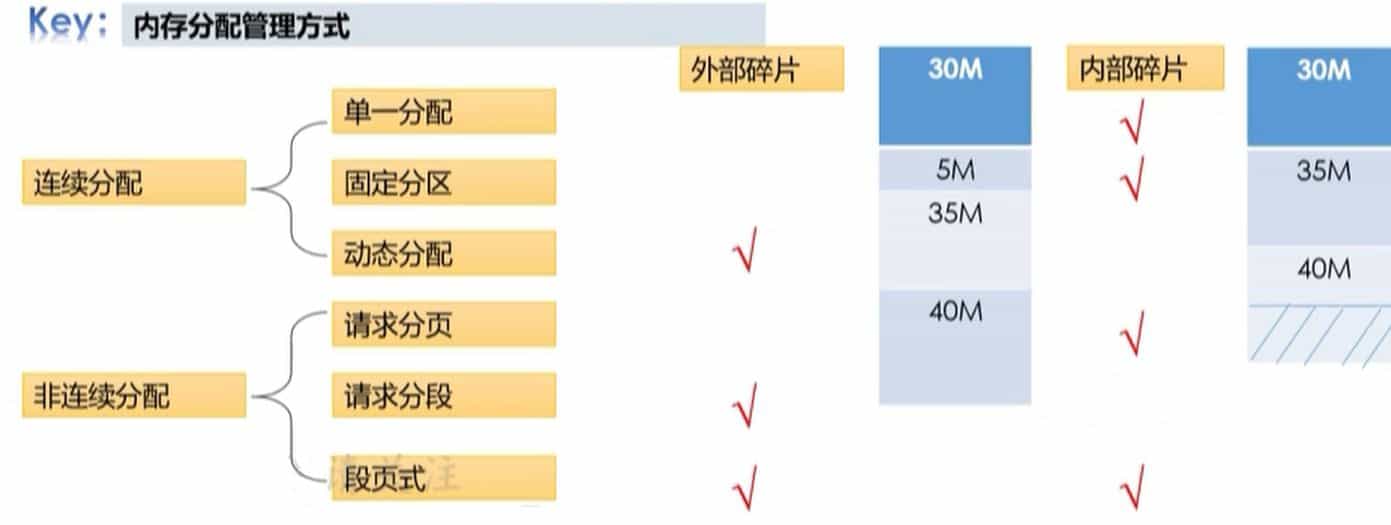 Key: 内存分配管理方式
外部碎片
30M
内部碎片
30M
单一分配
√
连续分配
固定分区
5M
√
35M
35M
动态分配
√
40M
请求分页
40M
√
非连续分配
请求分段
√
段页式
√
√